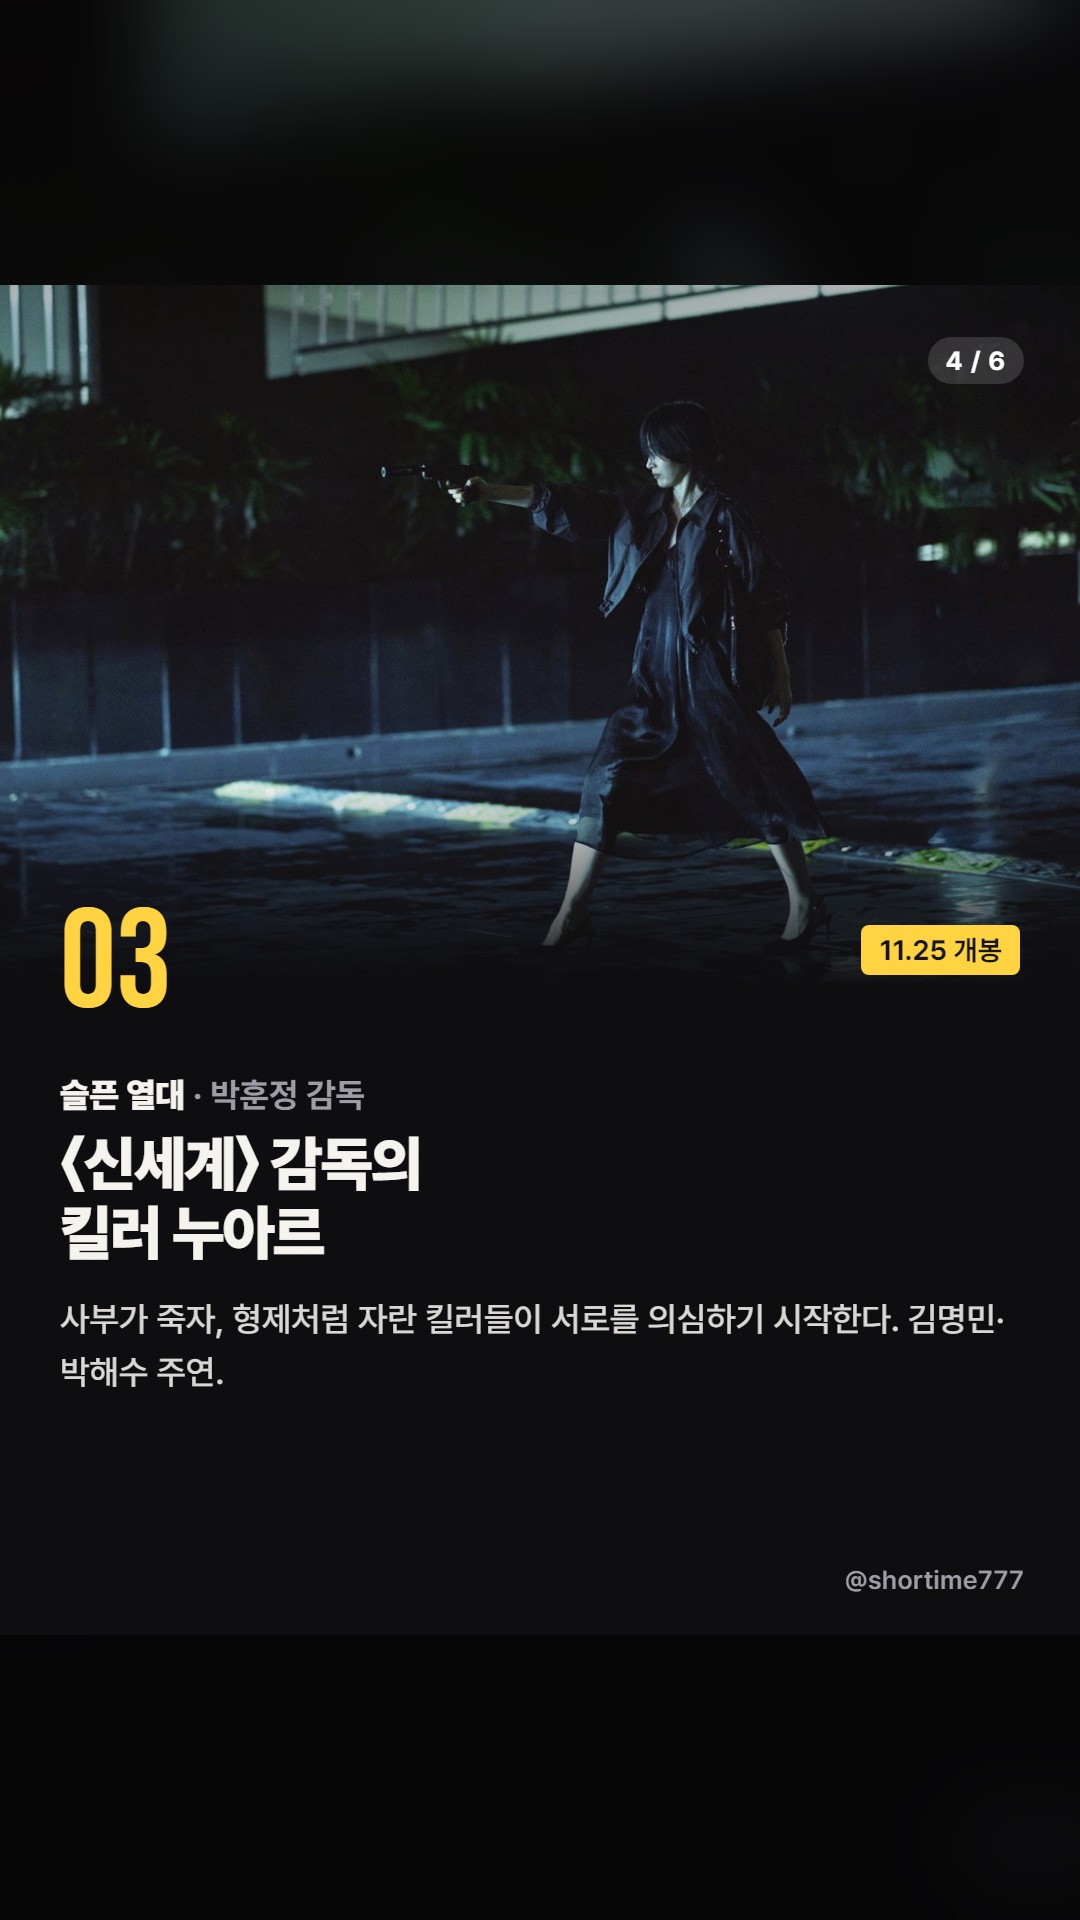 4 / 6
03
11.25 개봉
슬픈 열대 · 박훈정 감독
〈신세계〉 감독의
킬러 누아르
사부가 죽자, 형제처럼 자란 킬러들이 서로를 의심하기 시작한다. 김명민·
박해수 주연.
@shortime777